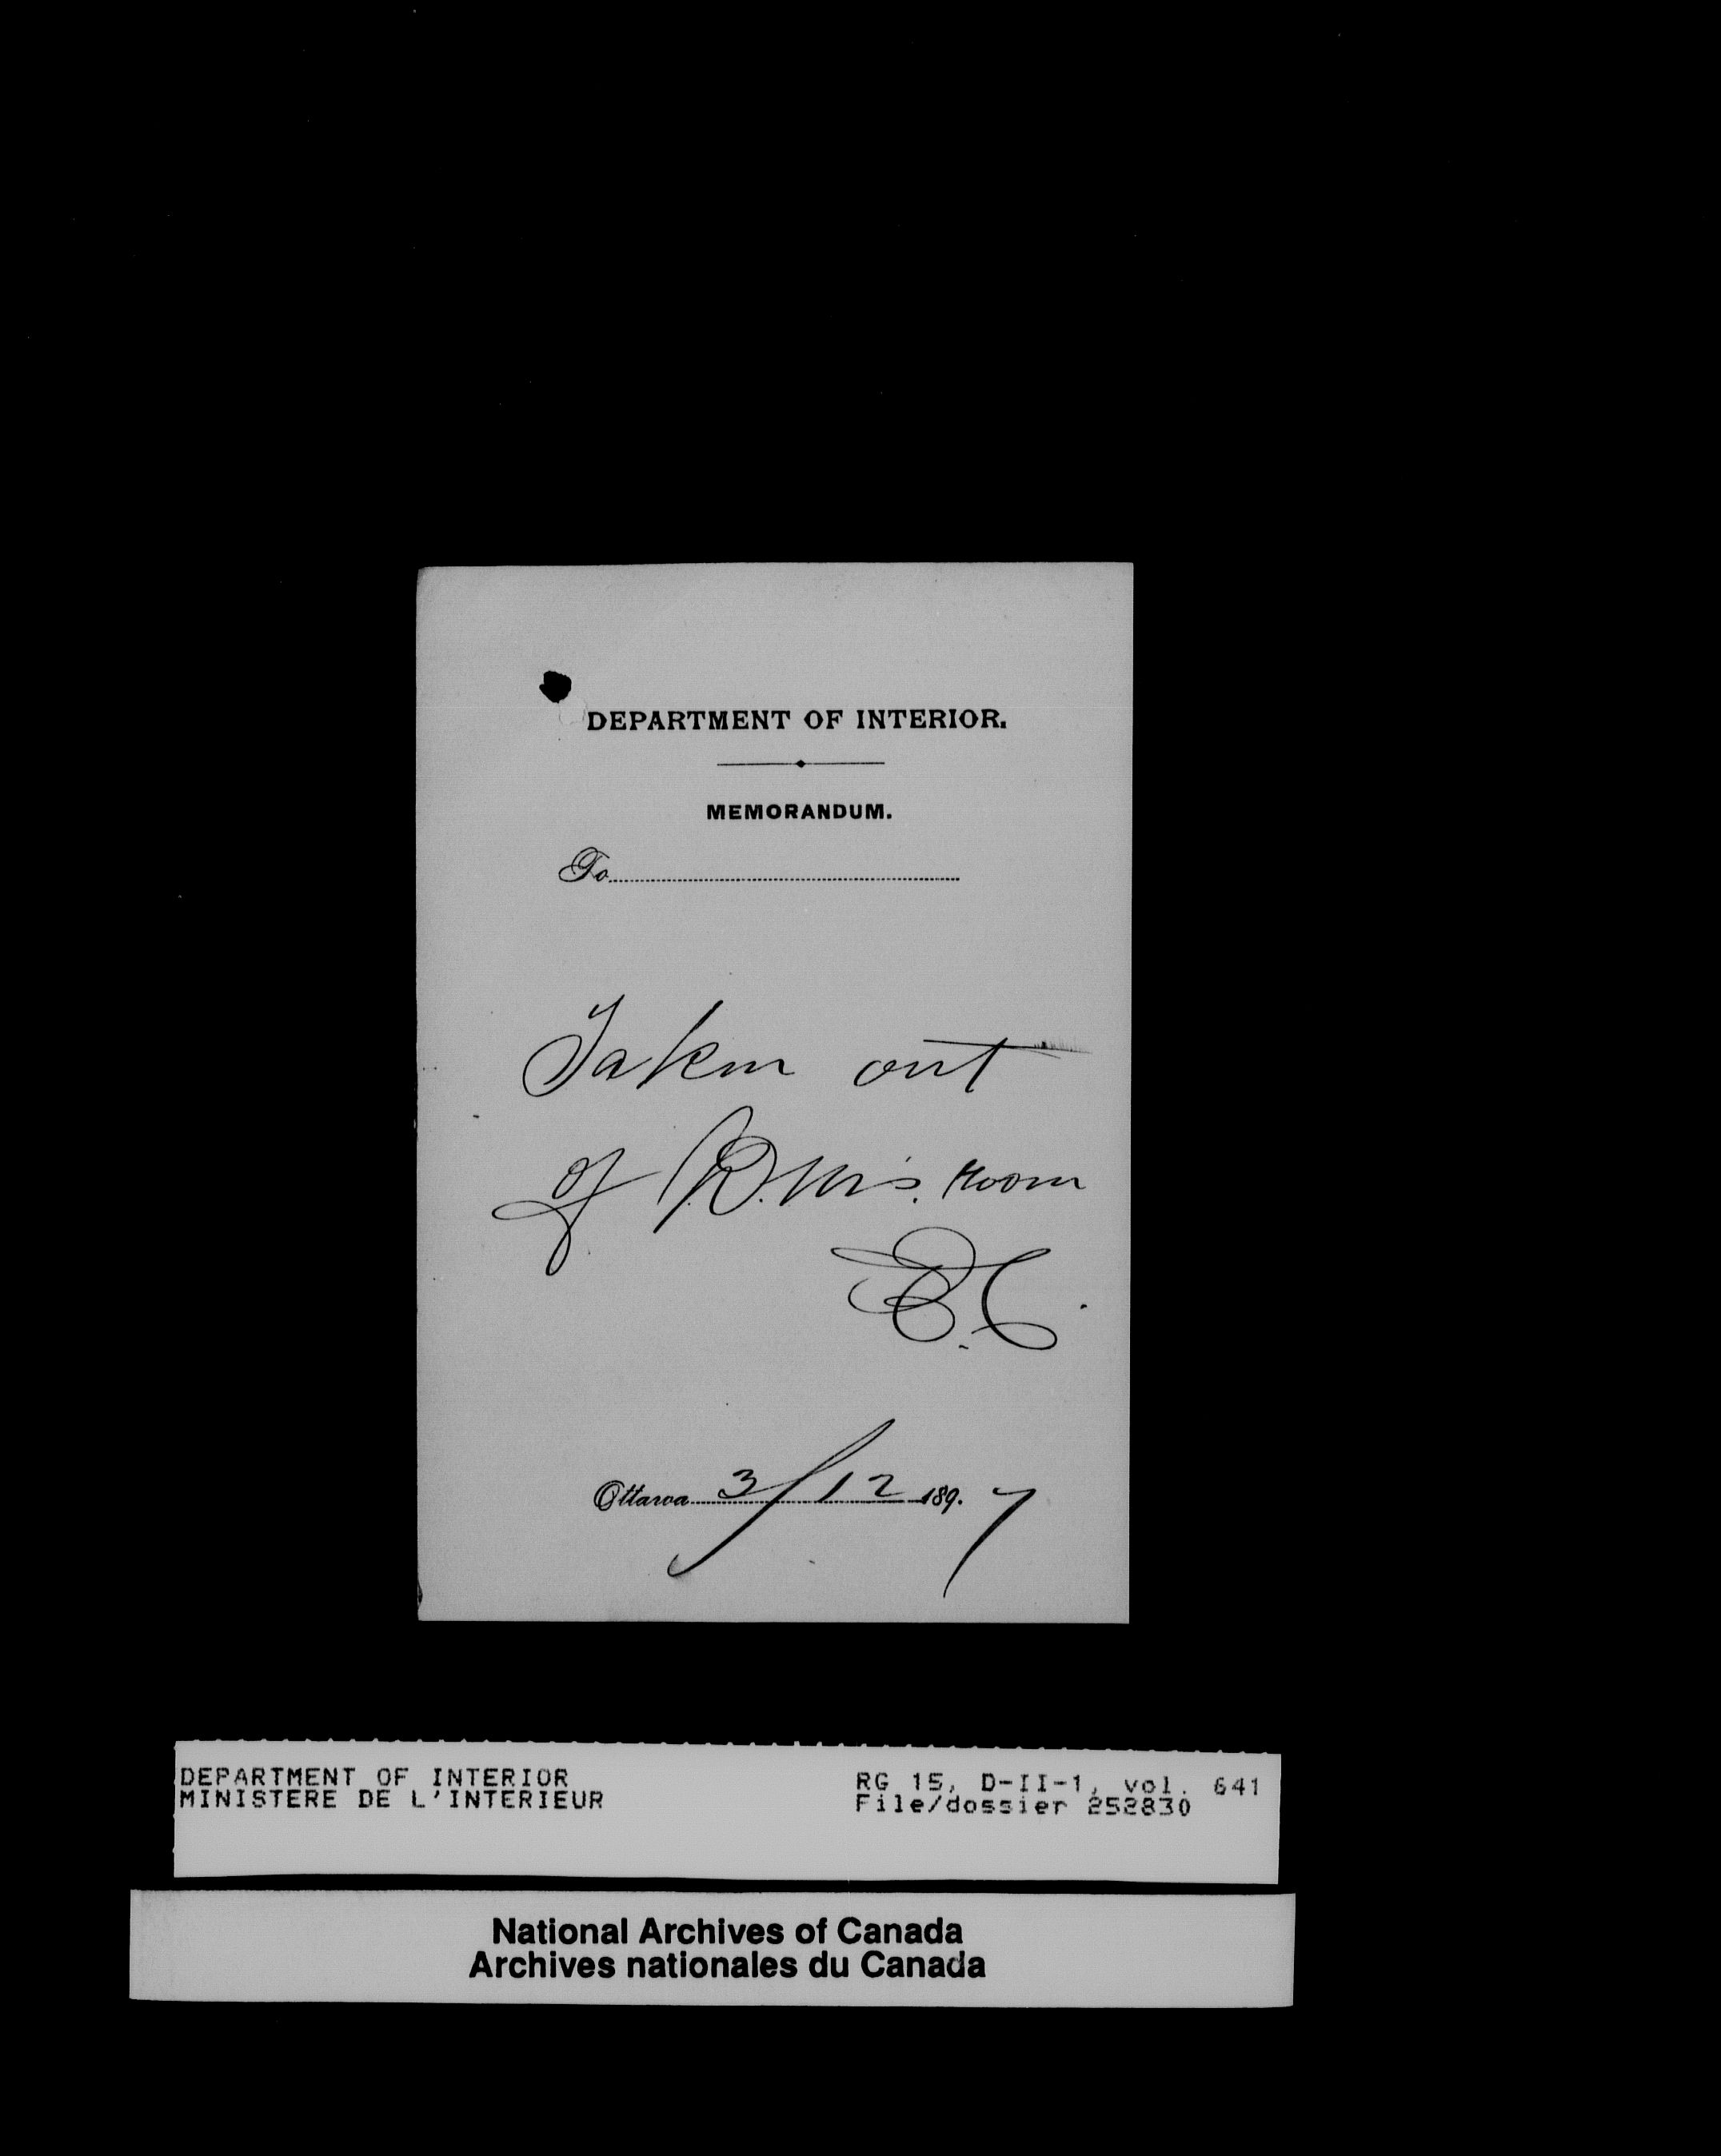 DEPARTMENT OF INTERIOR.
MEMORANDUM.
To
Taken out
of D.M's. room
E.C.
Ottawa 3/12 189.7
DEPARTMENT OF INTERIOR
MINISTERE DE L'INTERIEUR
RG 15, D-II-1, vol. 641
File/dossier 252830
National Archives of Canada
Archives nationales du Canada